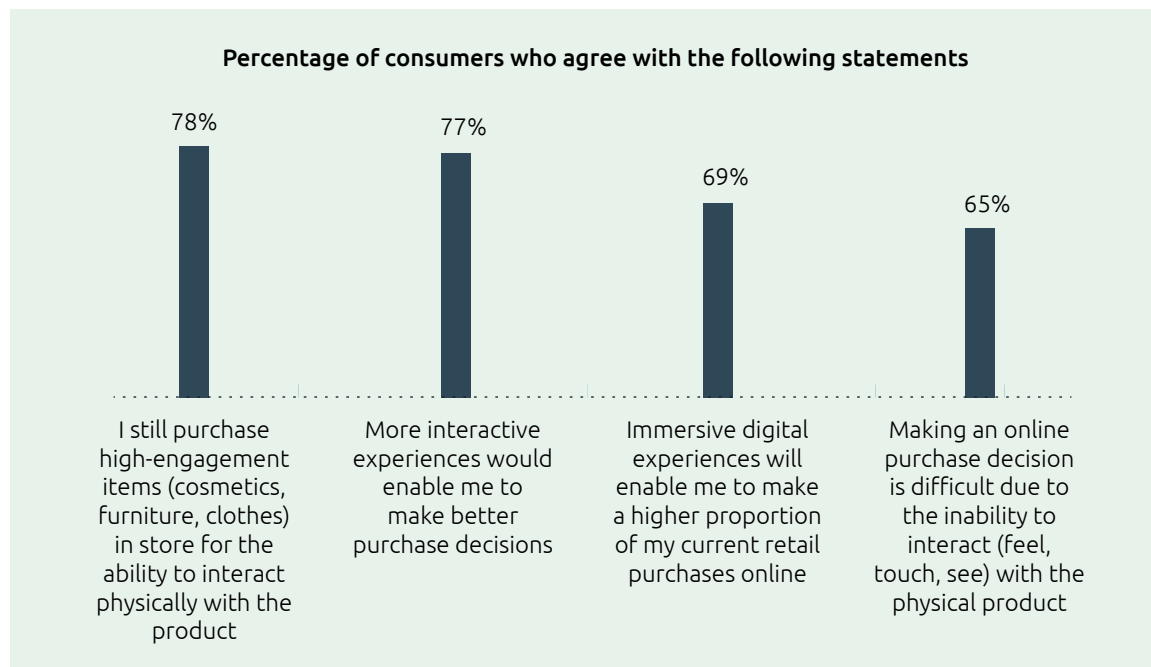 Percentage of consumers who agree with the following statements
78%
77%
69%
65%
I still purchase
high-engagement
items (cosmetics,
furniture, clothes)
in store for the
ability to interact
physically with the
product
More interactive
experiences would
enable me to
make better
purchase decisions
Immersive digital
experiences will
enable me to make
a higher proportion
of my current retail
purchases online
Making an online
purchase decision
is difficult due to
the inability to
interact (feel,
touch, see) with the
physical product